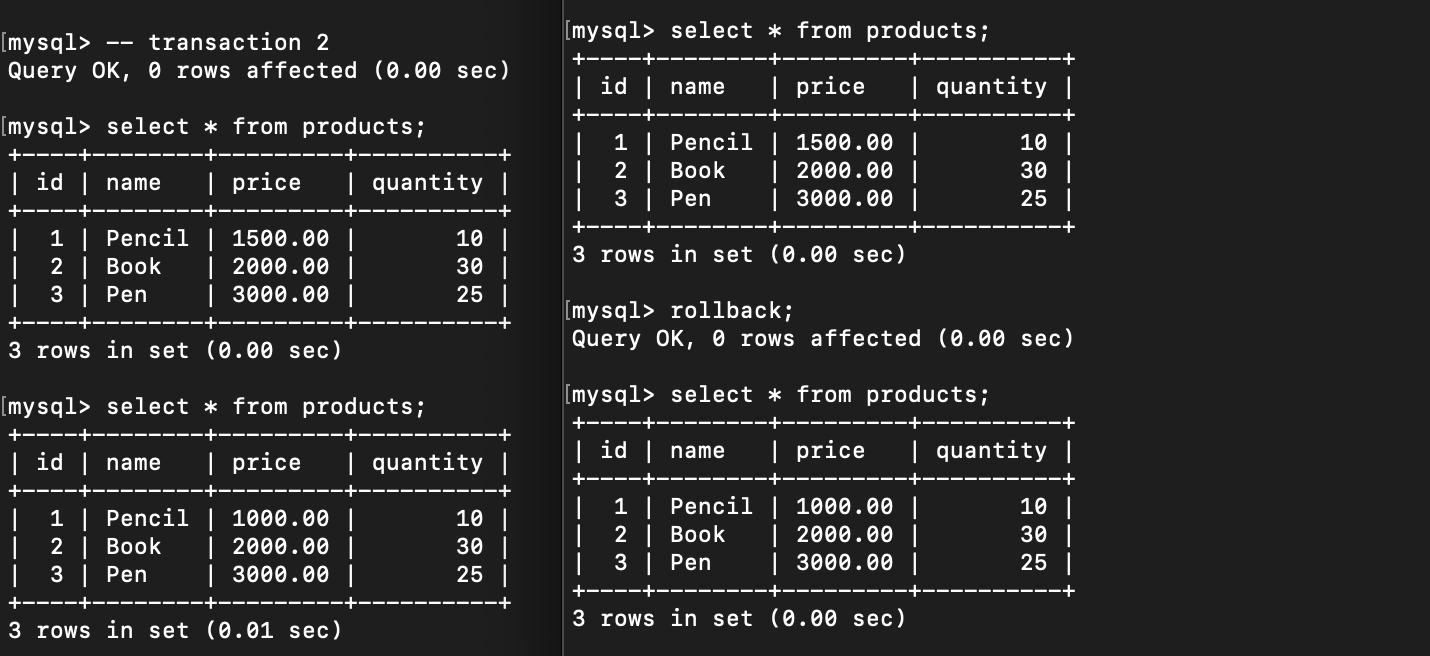 [mysql> -- transaction 2
Query OK, 0 rows affected (0.00 sec)

[mysql> select * from products;
+----+--------+---------+----------+
| id | name   | price   | quantity |
+----+--------+---------+----------+
|  1 | Pencil | 1500.00 |       10 |
|  2 | Book   | 2000.00 |       30 |
|  3 | Pen    | 3000.00 |       25 |
+----+--------+---------+----------+
3 rows in set (0.00 sec)

[mysql> select * from products;
+----+--------+---------+----------+
| id | name   | price   | quantity |
+----+--------+---------+----------+
|  1 | Pencil | 1000.00 |       10 |
|  2 | Book   | 2000.00 |       30 |
|  3 | Pen    | 3000.00 |       25 |
+----+--------+---------+----------+
3 rows in set (0.01 sec)

[mysql> select * from products;
+----+--------+---------+----------+
| id | name   | price   | quantity |
+----+--------+---------+----------+
|  1 | Pencil | 1500.00 |       10 |
|  2 | Book   | 2000.00 |       30 |
|  3 | Pen    | 3000.00 |       25 |
+----+--------+---------+----------+
3 rows in set (0.00 sec)

[mysql> rollback;
Query OK, 0 rows affected (0.00 sec)

[mysql> select * from products;
+----+--------+---------+----------+
| id | name   | price   | quantity |
+----+--------+---------+----------+
|  1 | Pencil | 1000.00 |       10 |
|  2 | Book   | 2000.00 |       30 |
|  3 | Pen    | 3000.00 |       25 |
+----+--------+---------+----------+
3 rows in set (0.00 sec)